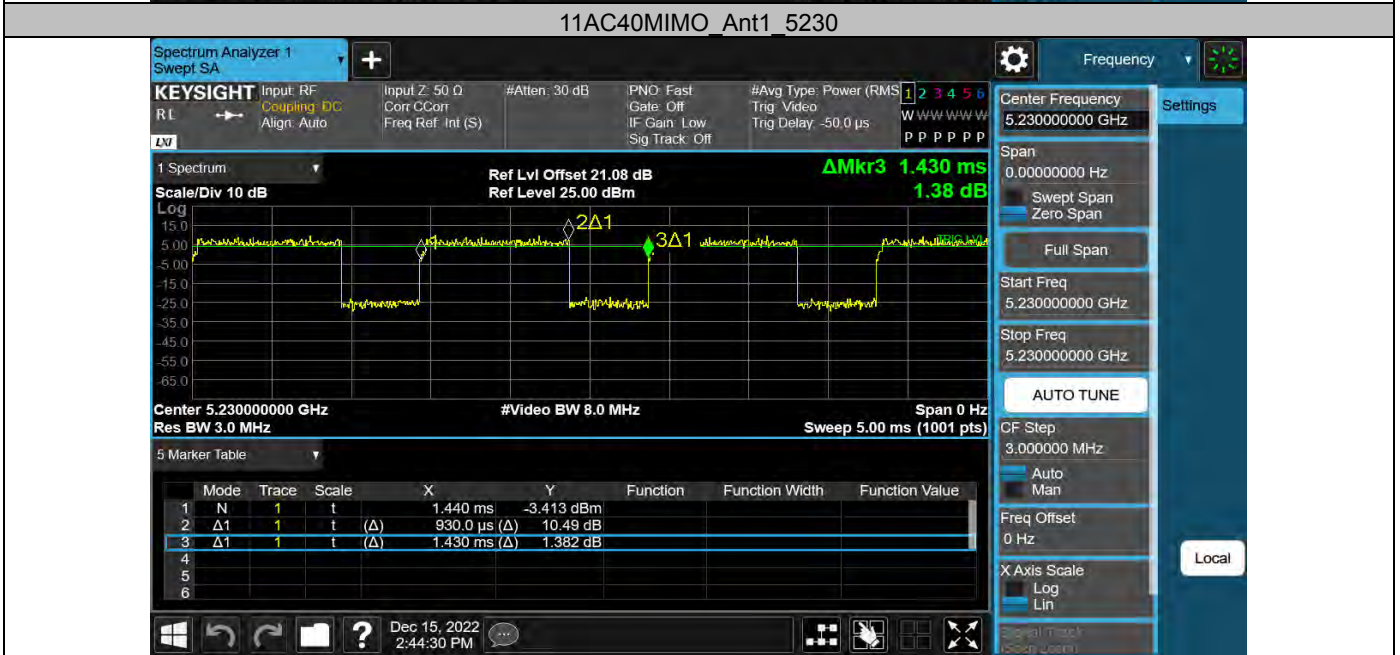 11AC40MIMO_Ant1_5230
Spectrum Analyzer 1
Swept SA
+
Frequency
KEYSIGHT
RL
LXI
Input: RF
Coupling: DC
Align: Auto
Input Z: 50 Ω
Corr CCorr
Freq Ref: Int (S)
#Atten: 30 dB
PNO: Fast
Gate: Off
IF Gain: Low
Sig Track: Off
#Avg Type: Power (RMS
Trig: Video
Trig Delay: -50.0 µs
1 2 3 4 5 6
W W W W W W
P P P P P P
Center Frequency
5.230000000 GHz
Settings
Span
0.00000000 Hz
Swept Span
Zero Span
Full Span
Start Freq
5.230000000 GHz
Stop Freq
5.230000000 GHz
AUTO TUNE
CF Step
3.000000 MHz
Auto
Man
Freq Offset
0 Hz
X Axis Scale
Log
Lin
Signal Track
(Span Zoom)
Local
1 Spectrum
Scale/Div 10 dB
Log
Ref Lvl Offset 21.08 dB
Ref Level 25.00 dBm
ΔMkr3 1.430 ms
1.38 dB
15.0
5.00
-5.00
-15.0
-25.0
-35.0
-45.0
-55.0
-65.0
2Δ1
3Δ1
TRIG LVL
Center 5.230000000 GHz
Res BW 3.0 MHz
#Video BW 8.0 MHz
Span 0 Hz
Sweep 5.00 ms (1001 pts)
5 Marker Table
Mode Trace Scale X Y Function Function Width Function Value
1 N 1 t 1.440 ms -3.413 dBm
2 Δ1 1 t (Δ) 930.0 µs (Δ) 10.49 dB
3 Δ1 1 t (Δ) 1.430 ms (Δ) 1.382 dB
4
5
6
?
Dec 15, 2022
2:44:30 PM